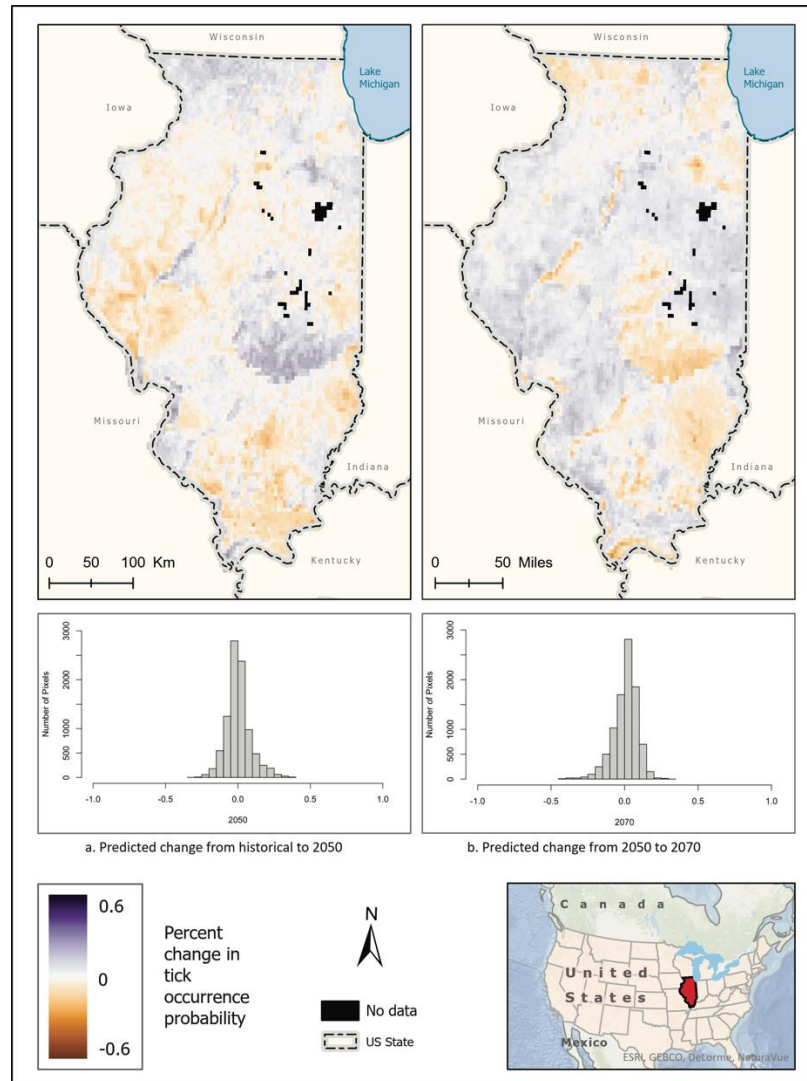 Wisconsin
Lake
Michigan
Iowa
Missouri
Indiana
Kentucky
0 50 100 Km
Wisconsin
Lake
Michigan
Iowa
Missouri
Indiana
Kentucky
0 50 Miles
Number of Pixels
3000
2000
1000
500
0
-1.0 -0.5 0.0 0.5 1.0
2050
Number of Pixels
3000
2000
1000
500
0
-1.0 -0.5 0.0 0.5 1.0
2070
a. Predicted change from historical to 2050
b. Predicted change from 2050 to 2070
0.6
0
-0.6
Percent
change in
tick
occurrence
probability
N
No data
US State
Canada
United
States
Mexico
ESRI, GEBCO, DeLorme, NaturaVue